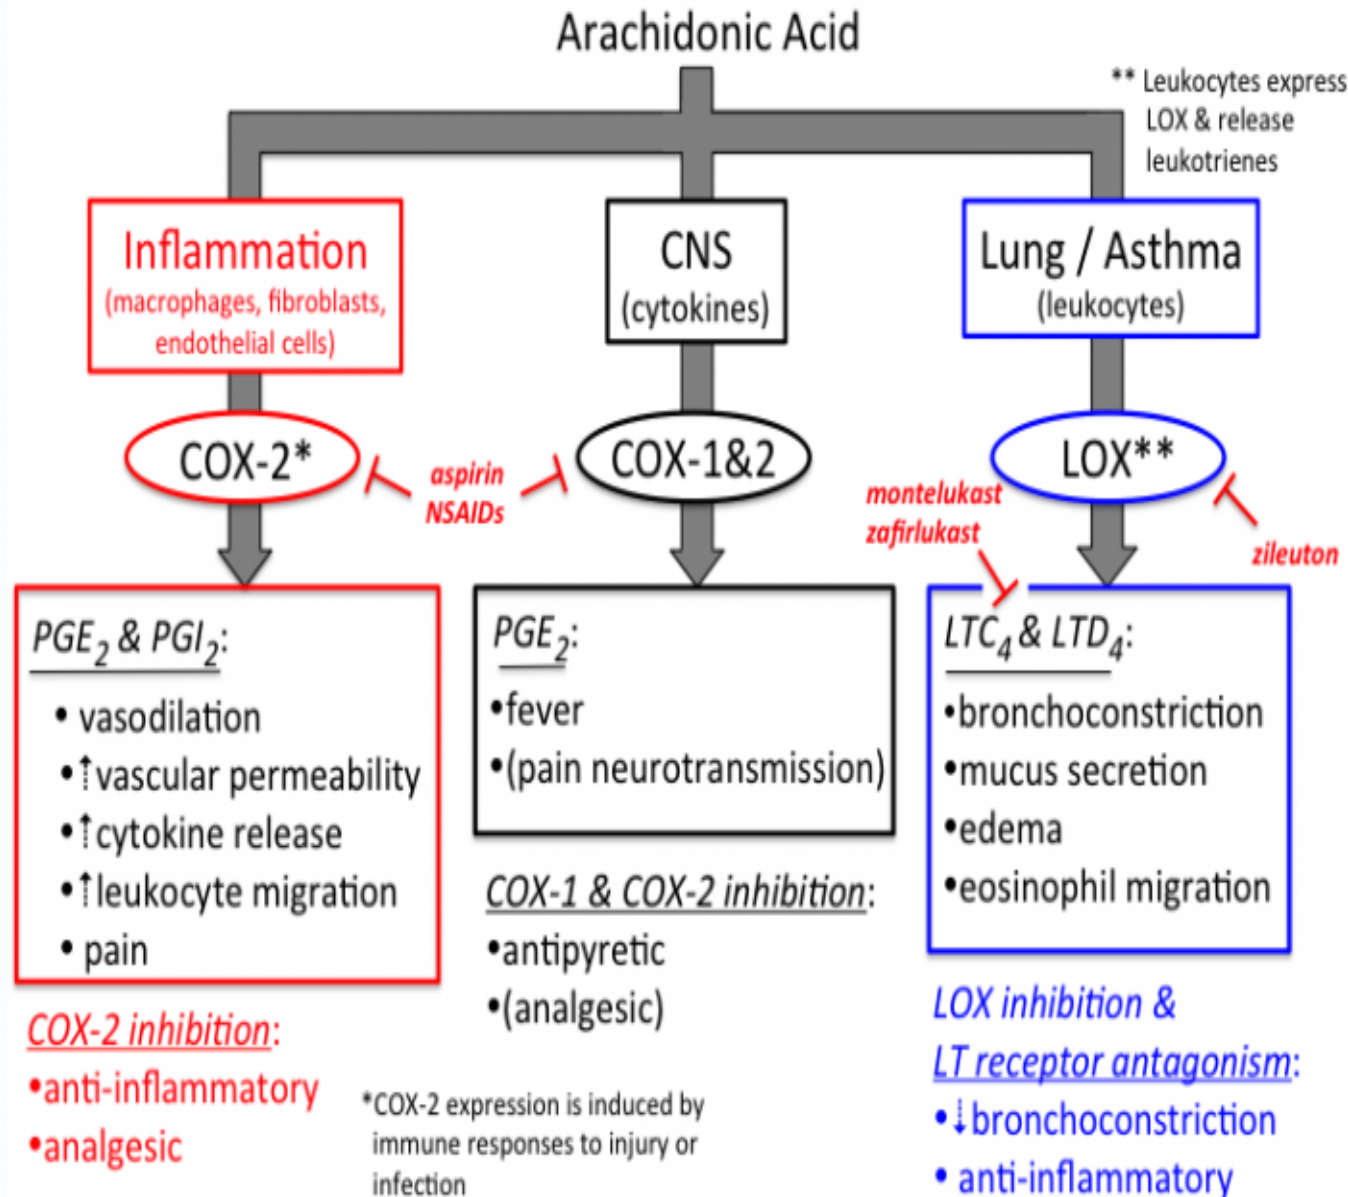 Arachidonic Acid
** Leukocytes express
LOX & release
leukotrienes
Inflammation
(macrophages, fibroblasts,
endothelial cells)
CNS
(cytokines)
Lung / Asthma
(leukocytes)
COX-2*
aspirin
NSAIDs
COX-1&2
LOX**
montelukast
zafirlukast
zileuton
PGE2 & PGI2:
• vasodilation
•↑vascular permeability
•↑cytokine release
•↑leukocyte migration
• pain
COX-2 inhibition:
•anti-inflammatory
•analgesic
PGE2:
•fever
•(pain neurotransmission)
COX-1 & COX-2 inhibition:
•antipyretic
•(analgesic)
*COX-2 expression is induced by
immune responses to injury or
infection
LTC4 & LTD4:
•bronchoconstriction
•mucus secretion
•edema
•eosinophil migration
LOX inhibition &
LT receptor antagonism:
•↓bronchoconstriction
• anti-inflammatory